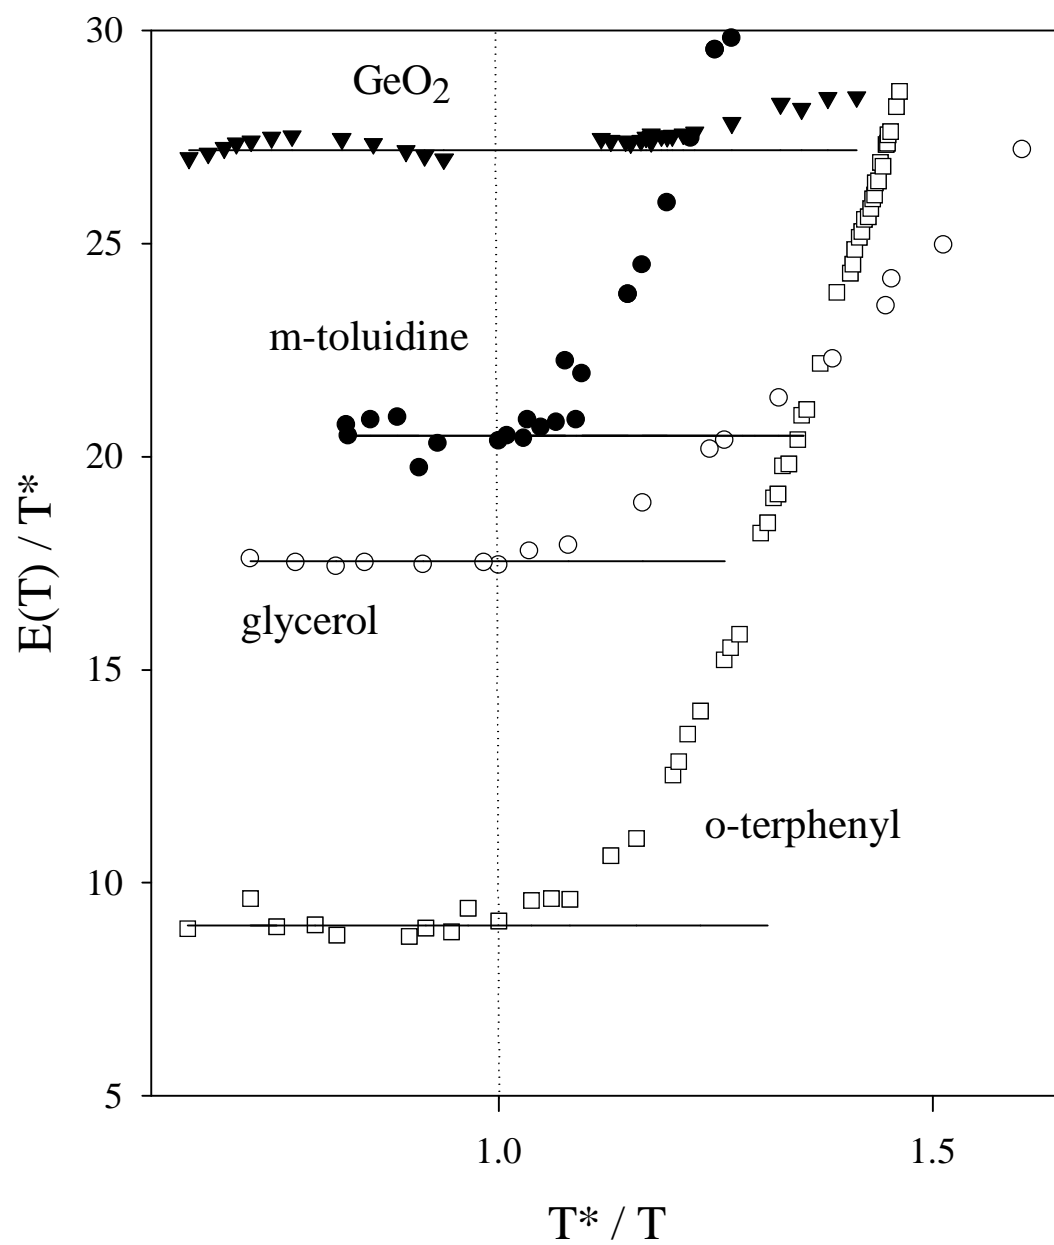 30
GeO2
25
m-toluidine
20
E(T) / T*
glycerol
15
o-terphenyl
10
5
1.0 1.5
T* / T